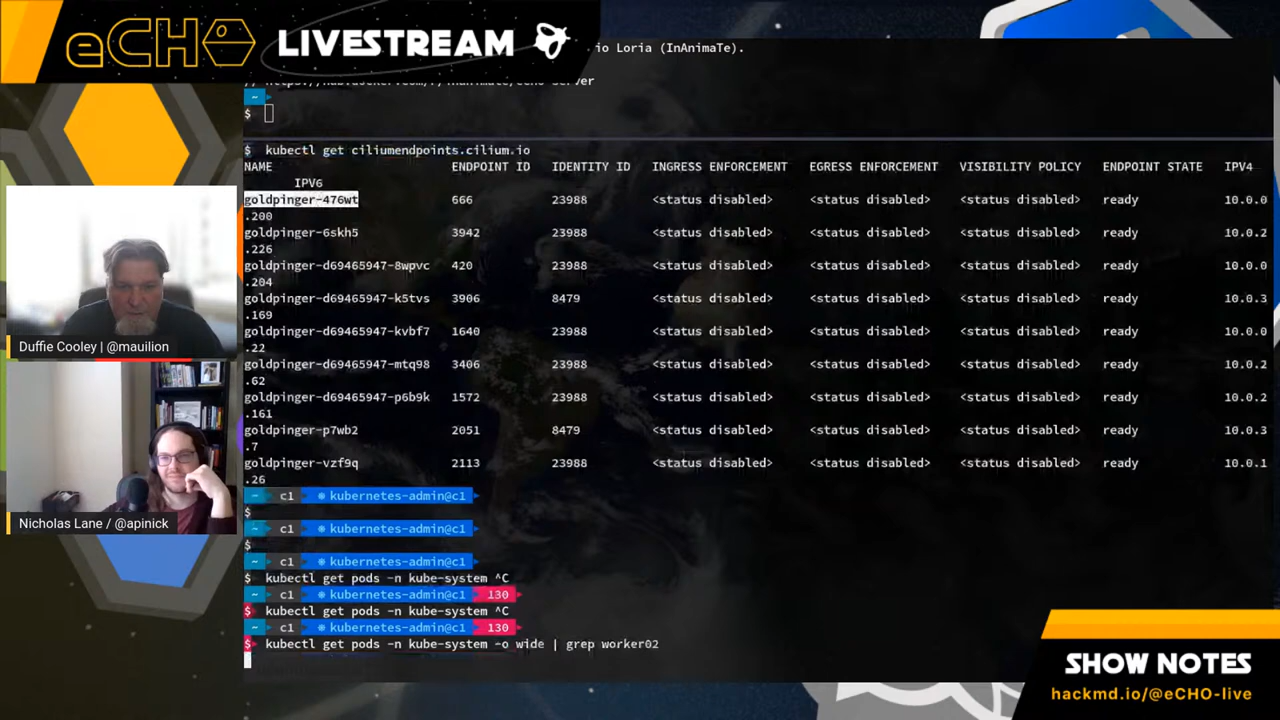 eCHO LIVESTREAM
io Loria (InAnimaTe).
~
$
$ kubectl get ciliumendpoints.cilium.io
NAME ENDPOINT ID IDENTITY ID INGRESS ENFORCEMENT EGRESS ENFORCEMENT VISIBILITY POLICY ENDPOINT STATE IPV4
IPV6
goldpinger-476wt 666 23988 <status disabled> <status disabled> <status disabled> ready 10.0.0
.200
goldpinger-6skh5 3942 23988 <status disabled> <status disabled> <status disabled> ready 10.0.2
.226
goldpinger-d69465947-8wpvc 420 23988 <status disabled> <status disabled> <status disabled> ready 10.0.0
.204
goldpinger-d69465947-k5tvs 3906 8479 <status disabled> <status disabled> <status disabled> ready 10.0.3
.169
goldpinger-d69465947-kvbf7 1640 23988 <status disabled> <status disabled> <status disabled> ready 10.0.0
.22
goldpinger-d69465947-mtq98 3406 23988 <status disabled> <status disabled> <status disabled> ready 10.0.2
.62
goldpinger-d69465947-p6b9k 1572 23988 <status disabled> <status disabled> <status disabled> ready 10.0.2
.161
goldpinger-p7wb2 2051 8479 <status disabled> <status disabled> <status disabled> ready 10.0.3
.7
goldpinger-vzf9q 2113 23988 <status disabled> <status disabled> <status disabled> ready 10.0.1
.26
~ c1 kubernetes-admin@c1
$
~ c1 kubernetes-admin@c1
$
~ c1 kubernetes-admin@c1
$ kubectl get pods -n kube-system ^C
~ c1 kubernetes-admin@c1 130
$ kubectl get pods -n kube-system ^C
~ c1 kubernetes-admin@c1 130
$ kubectl get pods -n kube-system -o wide | grep worker02
Duffie Cooley | @mauilion
Nicholas Lane / @apinick
SHOW NOTES
hackmd.io/@eCHO-live